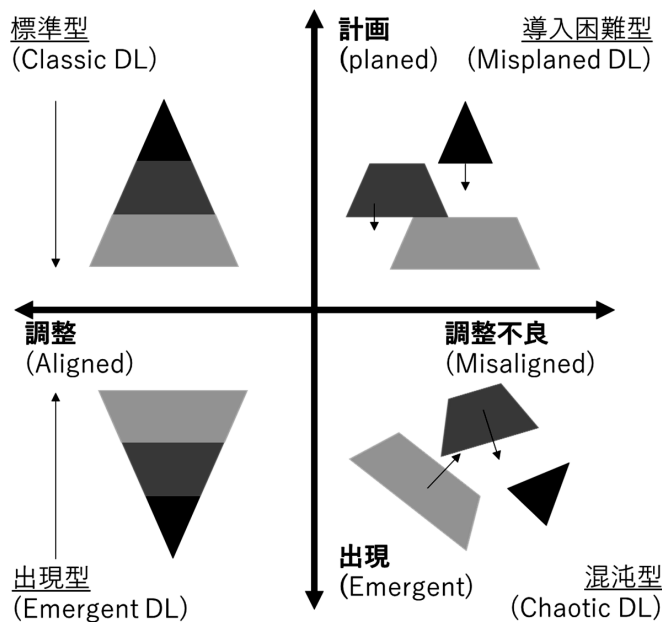 標準型
(Classic DL)
計画
(planed)
導入困難型
(Misplaned DL)
調整
(Aligned)
調整不良
(Misaligned)
出現型
(Emergent DL)
出現
(Emergent)
混沌型
(Chaotic DL)